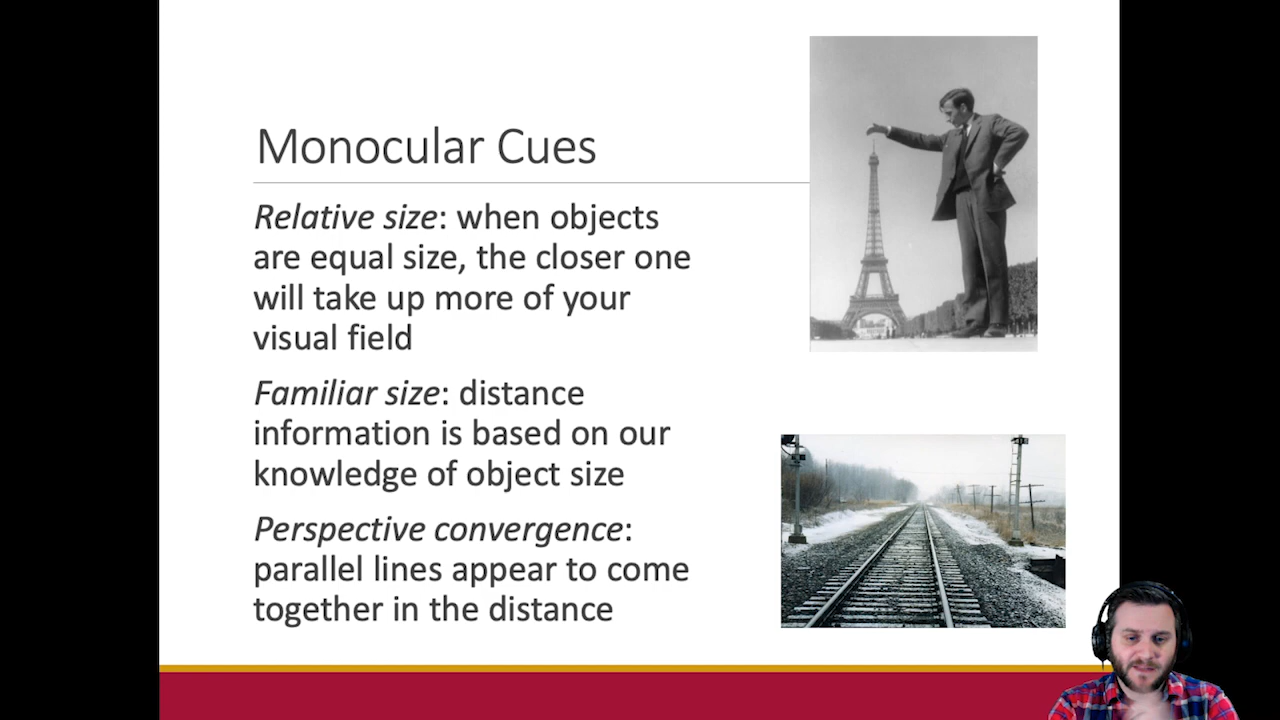 Monocular Cues
Relative size: when objects
are equal size, the closer one
will take up more of your
visual field
Familiar size: distance
information is based on our
knowledge of object size
Perspective convergence:
parallel lines appear to come
together in the distance